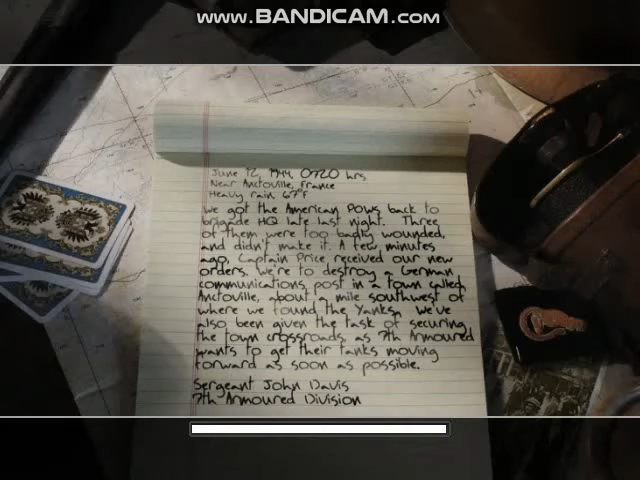 WWW.BANDICAM.COM
June 12, 1944, 0720 hrs
Near Anctoville, France
Heavy rain 67°F
We got the American POWs back to
brigade HQ late last night. Three
of them were too badly wounded,
and didn't make it. A few minutes
ago, Captain Price received our new
orders. We're to destroy a German
communications post in a town called
Anctoville, about a mile southwest of
where we found the Yanks. We've
also been given the task of securing
the town crossroads, as 7th Armoured
wants to get their tanks moving
forward as soon as possible.
Sergeant John Davis
7th Armoured Division